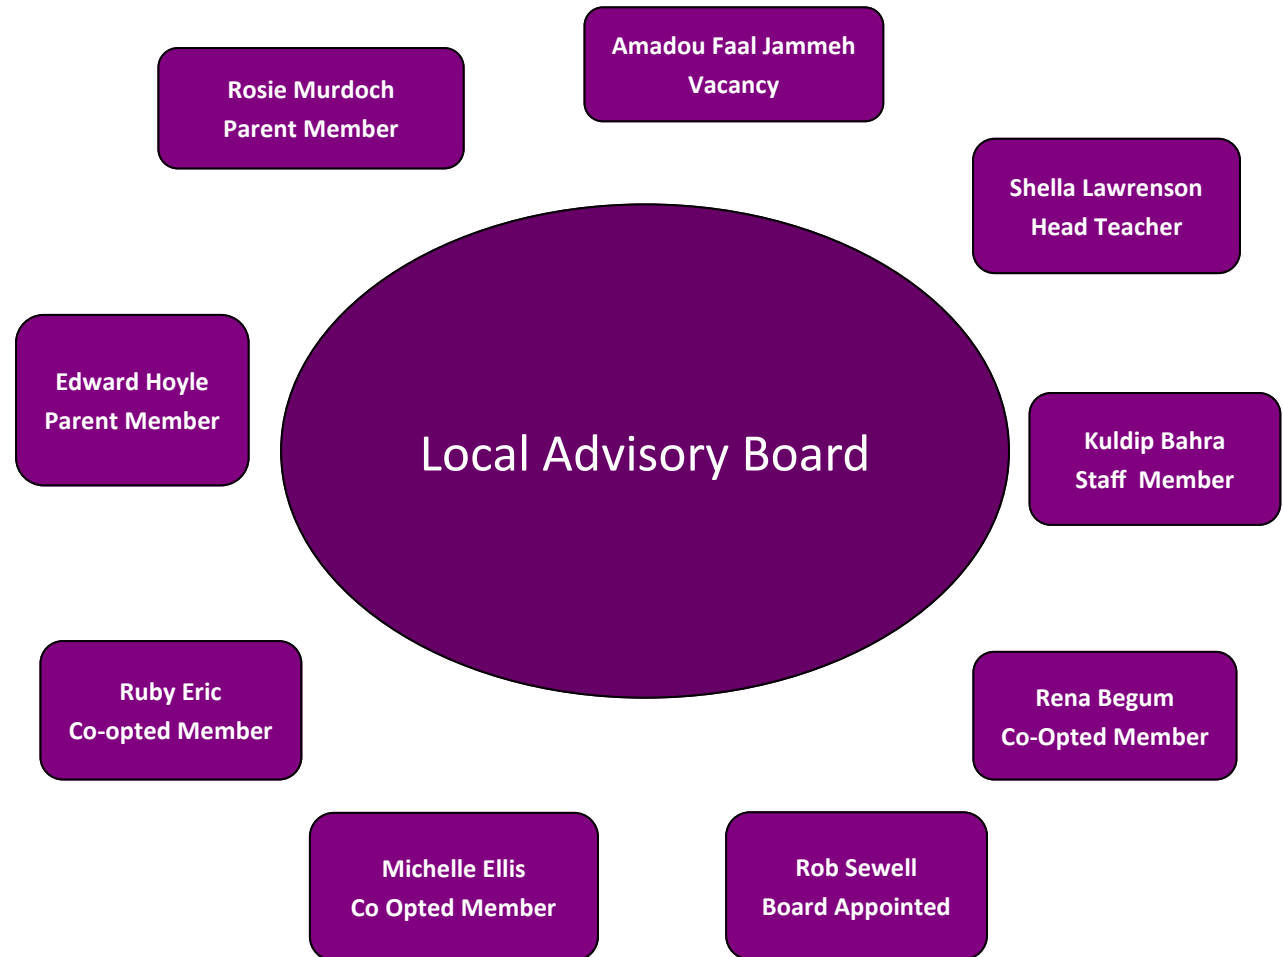 Amadou Faal Jammeh
Vacancy
Rosie Murdoch
Parent Member
Shella Lawrenson
Head Teacher
Edward Hoyle
Parent Member
Local Advisory Board
Kuldip Bahra
Staff  Member
Ruby Eric
Co-opted Member
Rena Begum
Co-Opted Member
Michelle Ellis
Co Opted Member
Rob Sewell
Board Appointed